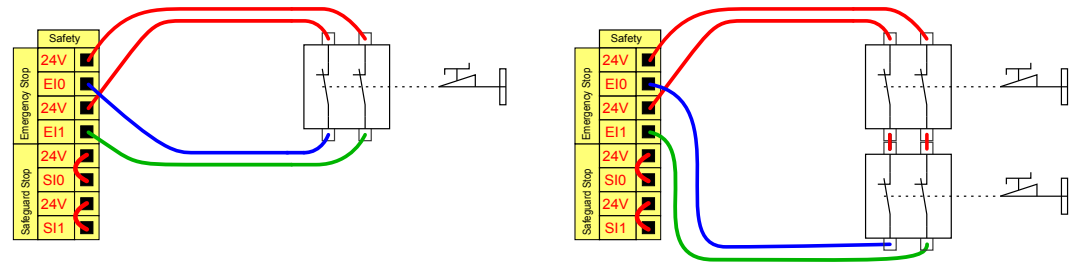 Safety
Emergency Stop
24V
EI0
24V
EI1
Safeguard Stop
24V
SI0
24V
SI1
Safety
Emergency Stop
24V
EI0
24V
EI1
Safeguard Stop
24V
SI0
24V
SI1